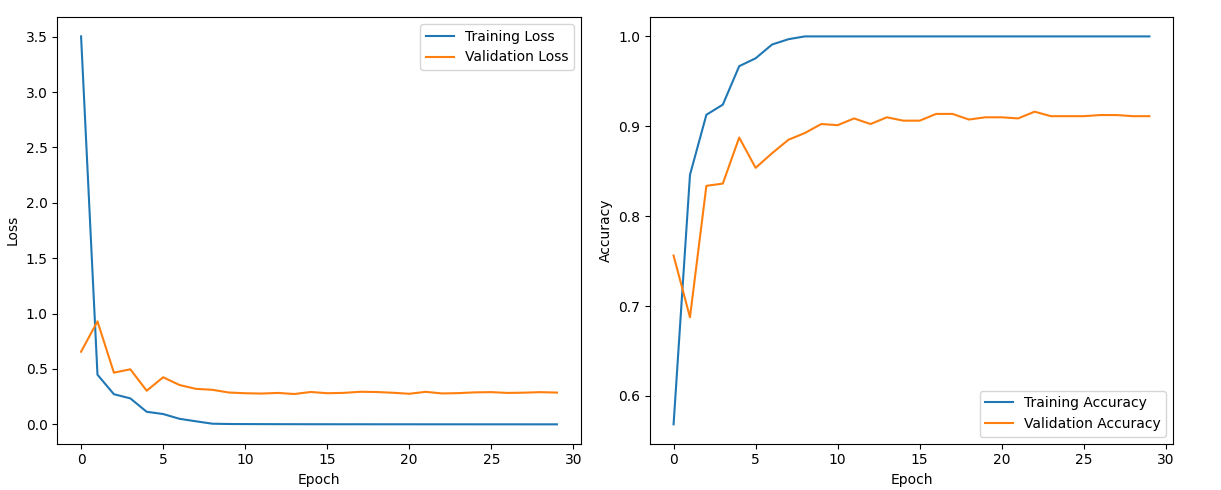 3.5
3.0
2.5
2.0
1.5
1.0
0.5
0.0
Loss
0 5 10 15 20 25 30
Epoch
Training Loss
Validation Loss
1.0
0.9
0.8
0.7
0.6
Accuracy
0 5 10 15 20 25 30
Epoch
Training Accuracy
Validation Accuracy